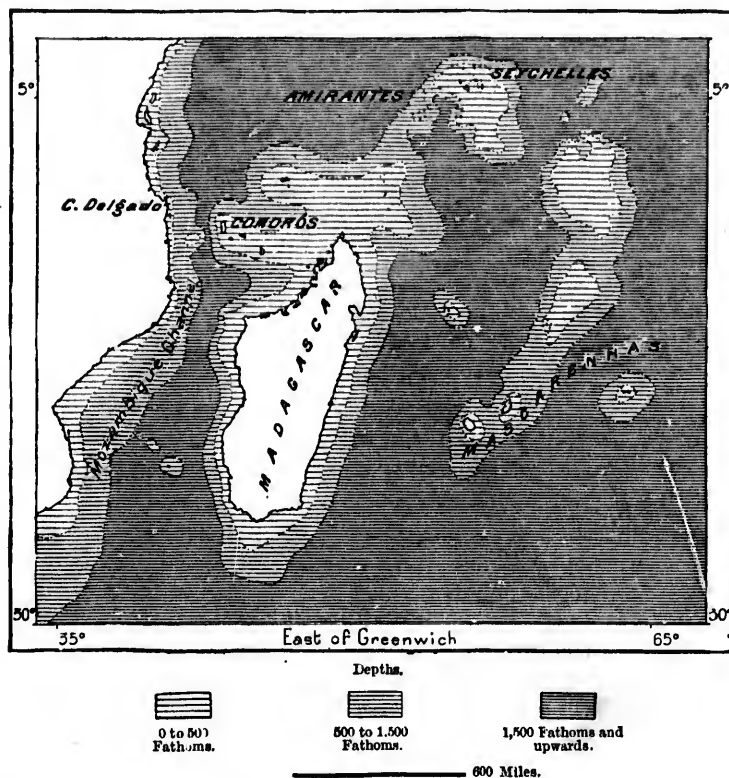 SEYCHELLES
5° 5°
AMIRANTES
C. Delgado
COMOROS
Mozambique Channel
MADAGASCAR
MASCARENHAS
50° 30°
35° East of Greenwich 65°
Depths.
0 to 500 Fathoms.
500 to 1.500 Fathoms.
1,500 Fathoms and upwards.
600 Miles.